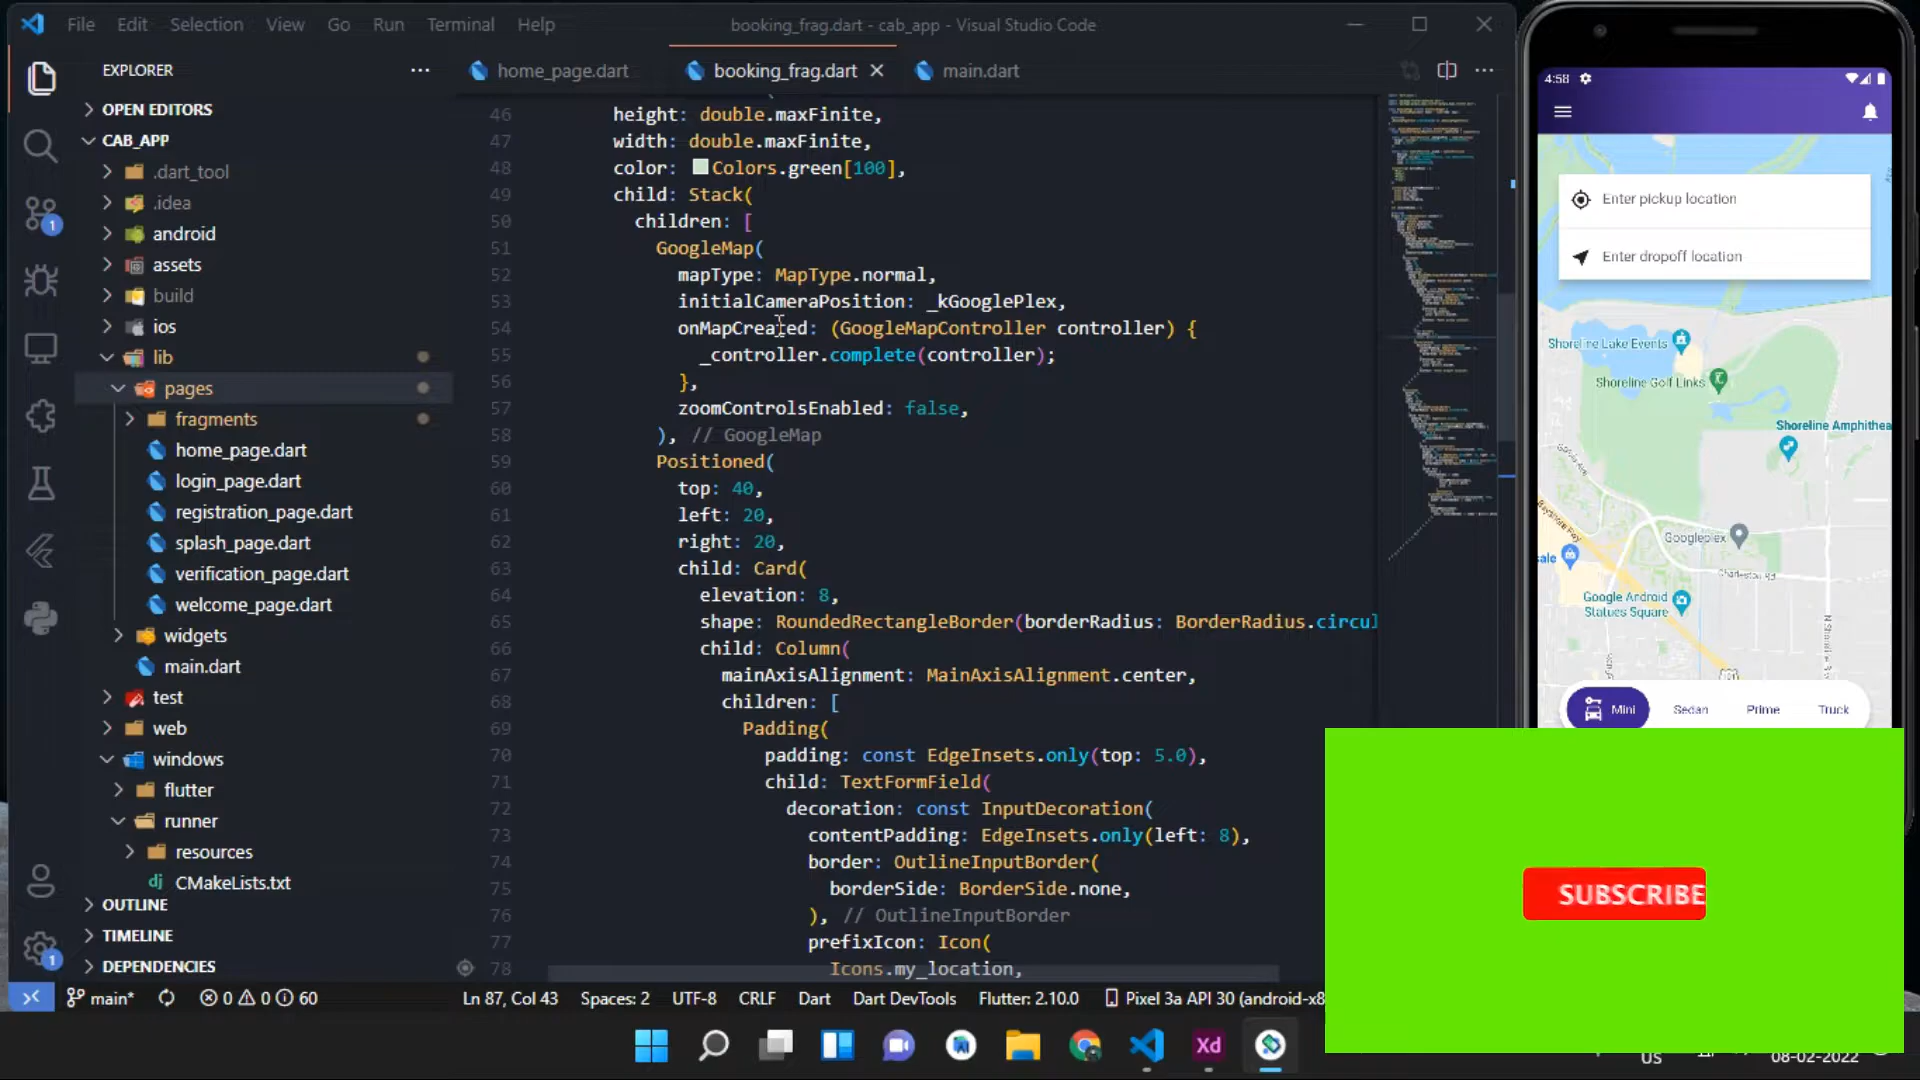 File Edit Selection View Go Run Terminal Help
booking_frag.dart - cab_app - Visual Studio Code
EXPLORER
OPEN EDITORS
CAB_APP
.dart_tool
.idea
android
assets
build
ios
lib
pages
fragments
home_page.dart
login_page.dart
registration_page.dart
splash_page.dart
verification_page.dart
welcome_page.dart
widgets
main.dart
test
web
windows
flutter
runner
resources
CMakeLists.txt
OUTLINE
TIMELINE
DEPENDENCIES
1
1
home_page.dart booking_frag.dart main.dart
46 height: double.maxFinite,
47 width: double.maxFinite,
48 color: Colors.green[100],
49 child: Stack(
50 children: [
51 GoogleMap(
52 mapType: MapType.normal,
53 initialCameraPosition: _kGooglePlex,
54 onMapCreated: (GoogleMapController controller) {
55 _controller.complete(controller);
56 },
57 zoomControlsEnabled: false,
58 ), // GoogleMap
59 Positioned(
60 top: 40,
61 left: 20,
62 right: 20,
63 child: Card(
64 elevation: 8,
65 shape: RoundedRectangleBorder(borderRadius: BorderRadius.circul
66 child: Column(
67 mainAxisAlignment: MainAxisAlignment.center,
68 children: [
69 Padding(
70 padding: const EdgeInsets.only(top: 5.0),
71 child: TextFormField(
72 decoration: const InputDecoration(
73 contentPadding: EdgeInsets.only(left: 8),
74 border: OutlineInputBorder(
75 borderSide: BorderSide.none,
76 ), // OutlineInputBorder
77 prefixIcon: Icon(
78 Icons.my_location,
main* 0 0 60 Ln 87, Col 43 Spaces: 2 UTF-8 CRLF Dart Dart DevTools Flutter: 2.10.0 Pixel 3a API 30 (android-x8
4:58
Enter pickup location
Enter dropoff location
Shoreline Lake Events
Shoreline Golf Links
Shoreline Amphithea
Googleplex
Charleston Rd
Google Android
Statues Square
Mini Sedan Prime Truck
SUBSCRIBE
Xd
US
08-02-2022